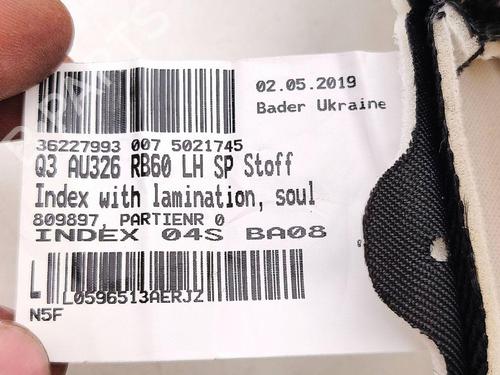 02.05.2019
Bader Ukraine
36227993 007 5021745
Q3 AU326 RB60 LH SP Stoff
Index with lamination, soul
809897, PARTIENR 0
INDEX 04S BA08
L L0596513AERJZ
N5F